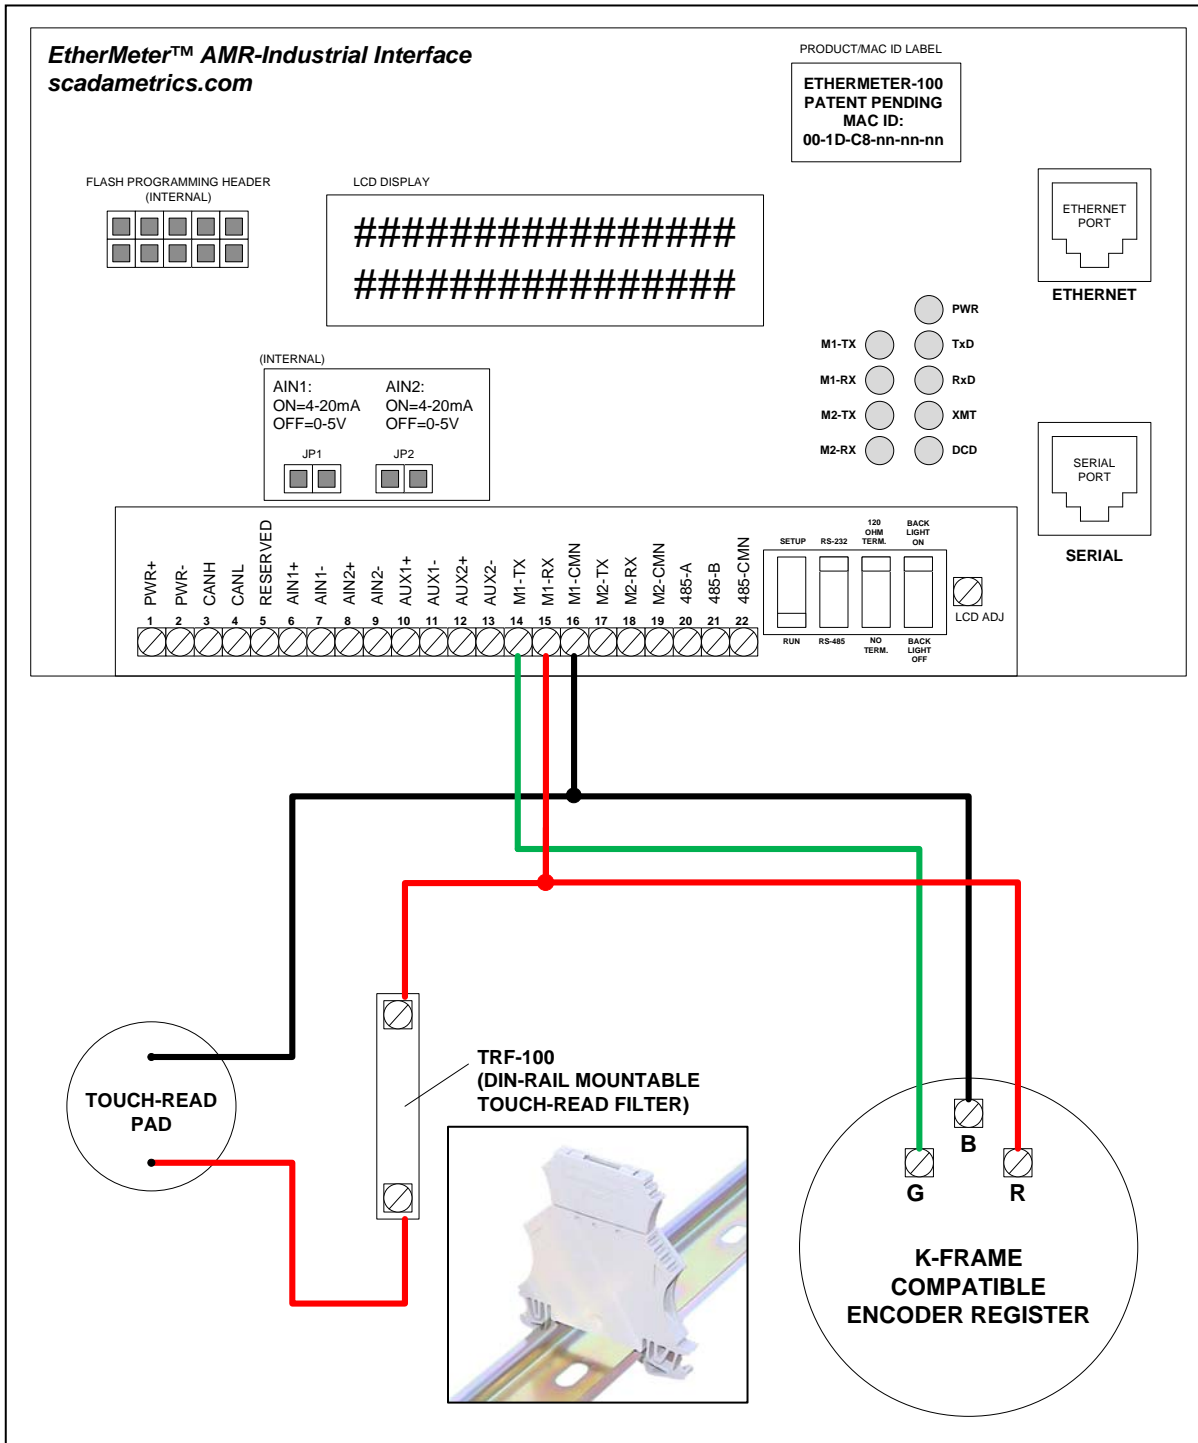 EtherMeter™ AMR-Industrial Interface
scadametrics.com
PRODUCT/MAC ID LABEL
ETHERMETER-100
PATENT PENDING
MAC ID:
00-1D-C8-nn-nn-nn
FLASH PROGRAMMING HEADER
(INTERNAL)
LCD DISPLAY
################
################
ETHERNET
PORT
ETHERNET
PWR
M1-TX
TxD
M1-RX
RxD
M2-TX
XMT
M2-RX
DCD
(INTERNAL)
AIN1:
ON=4-20mA
OFF=0-5V
AIN2:
ON=4-20mA
OFF=0-5V
JP1
JP2
SERIAL
PORT
SERIAL
PWR+
PWR-
CANH
CANL
RESERVED
AIN1+
AIN1-
AIN2+
AIN2-
AUX1+
AUX1-
AUX2+
AUX2-
M1-TX
M1-RX
M1-CMN
M2-TX
M2-RX
M2-CMN
485-A
485-B
485-CMN
1 2 3 4 5 6 7 8 9 10 11 12 13 14 15 16 17 18 19 20 21 22
SETUP
RS-232
120
OHM
TERM.
BACK
LIGHT
ON
RUN
RS-485
NO
TERM.
BACK
LIGHT
OFF
LCD ADJ
TOUCH-READ
PAD
TRF-100
(DIN-RAIL MOUNTABLE
TOUCH-READ FILTER)
B
G
R
K-FRAME
COMPATIBLE
ENCODER REGISTER